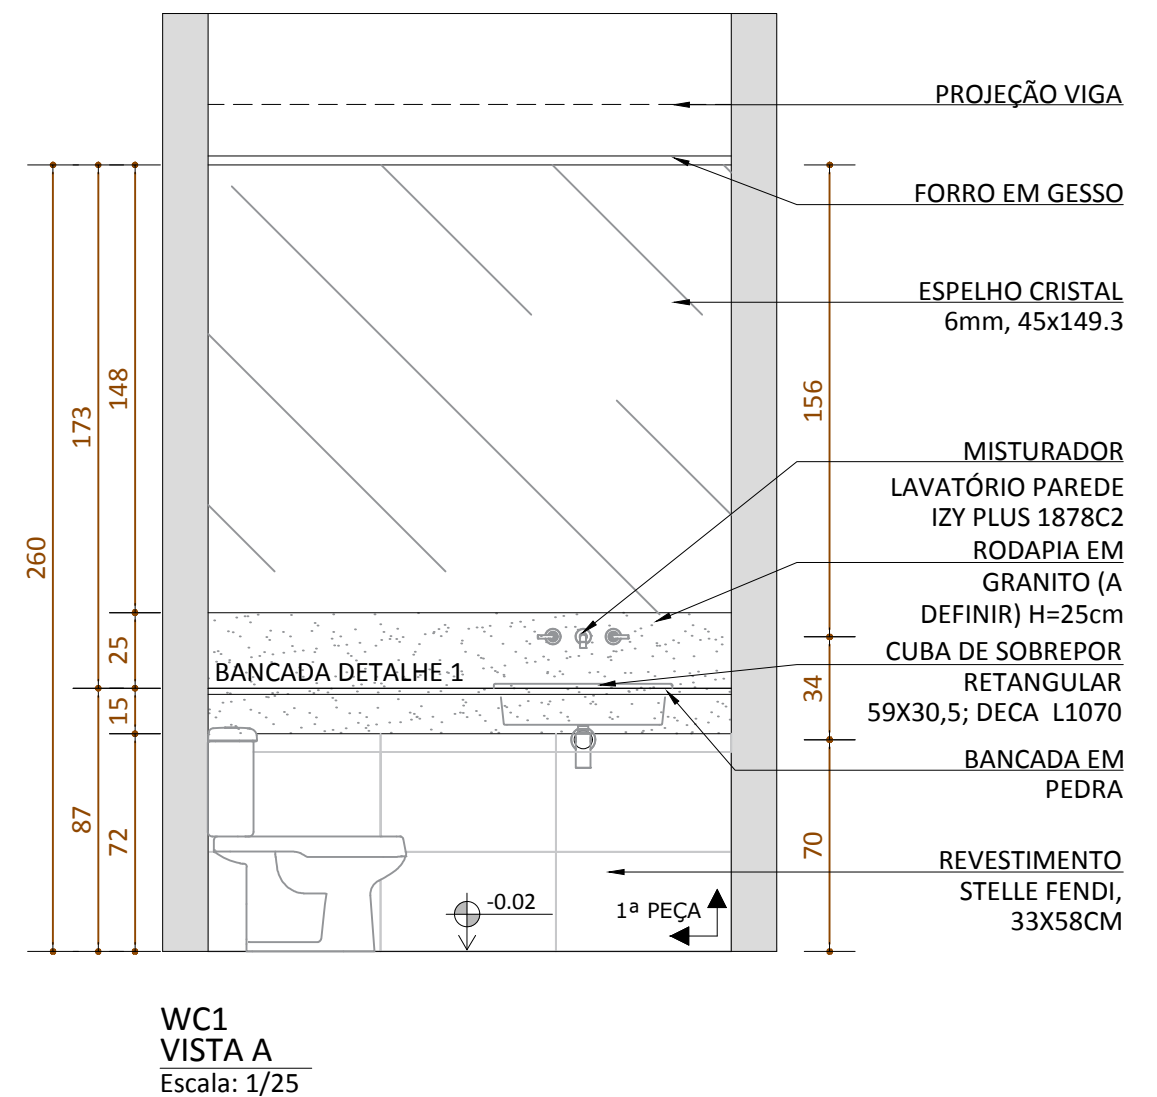 PROJEÇÃO VIGA
FORRO EM GESSO
ESPELHO CRISTAL
6mm, 45x149.3
148
173
156
260
MISTURADOR
LAVATÓRIO PAREDE
IZY PLUS 1878C2
RODAPIA EM
GRANITO (A
DEFINIR) H=25cm
25
BANCADA DETALHE 1
CUBA DE SOBREPOR
RETANGULAR
59X30,5; DECA L1070
34
15
BANCADA EM
PEDRA
87
72
70
REVESTIMENTO
STELLE FENDI,
33X58CM
-0.02
1ª PEÇA
WC1
VISTA A
Escala: 1/25